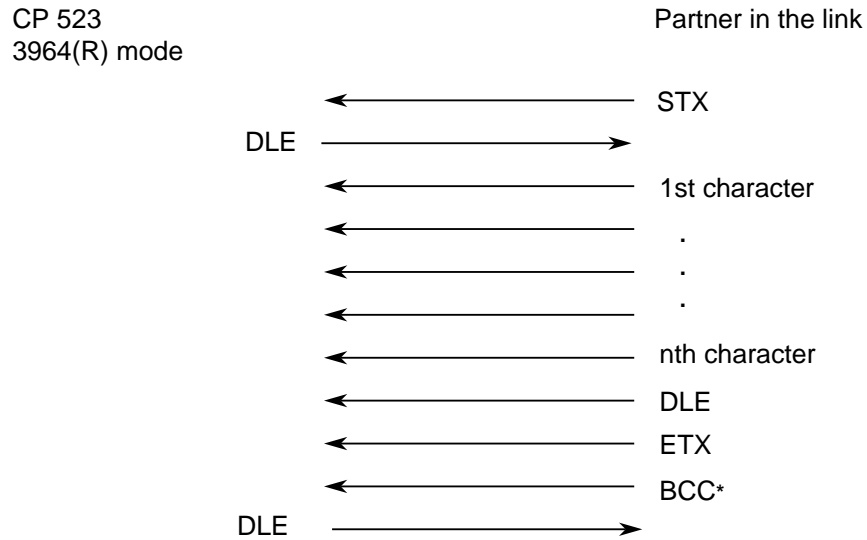 CP 523
3964(R) mode
Partner in the link
STX
DLE
1st character
.
.
.
nth character
DLE
ETX
BCC*
DLE